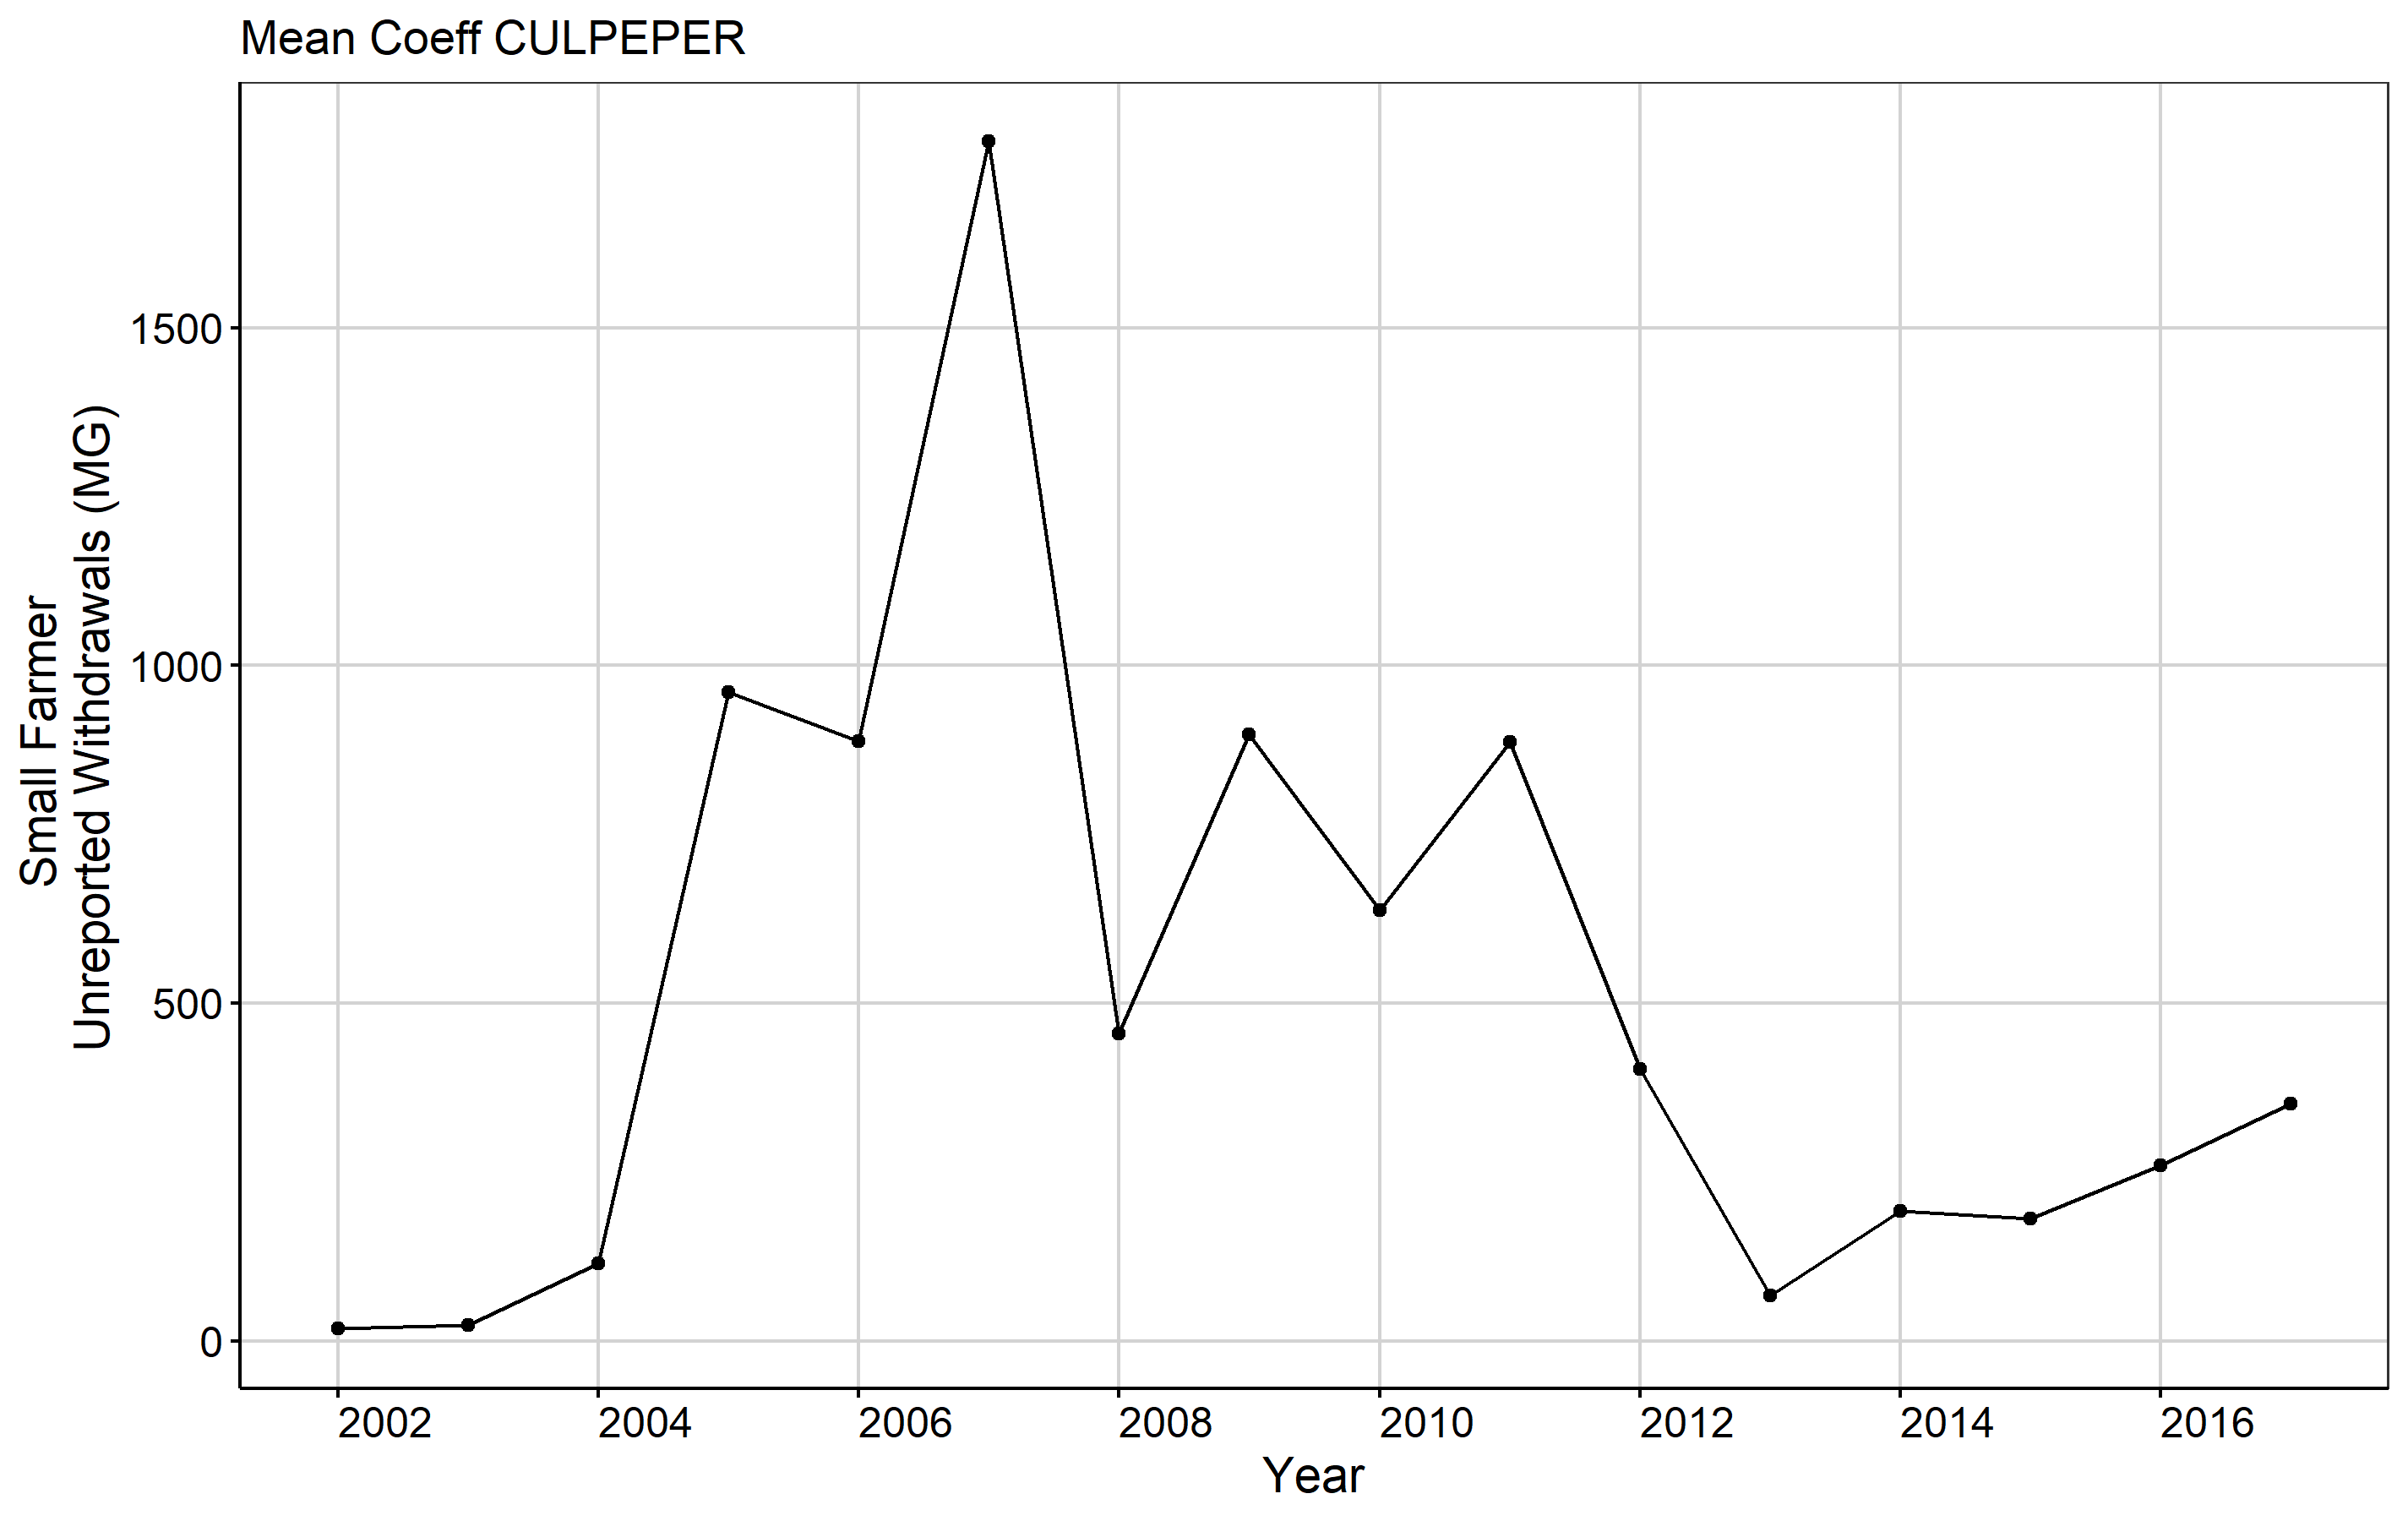 Mean Coeff CULPEPER
Small Farmer
Unreported Withdrawals (MG)
1500
1000
500
0
2002 2004 2006 2008 2010 2012 2014 2016
Year